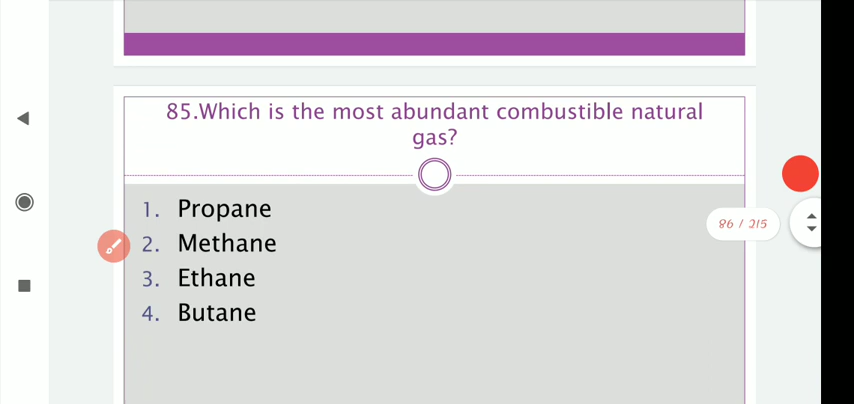 85.Which is the most abundant combustible natural
gas?
1. Propane
2. Methane
3. Ethane
4. Butane
86 / 215